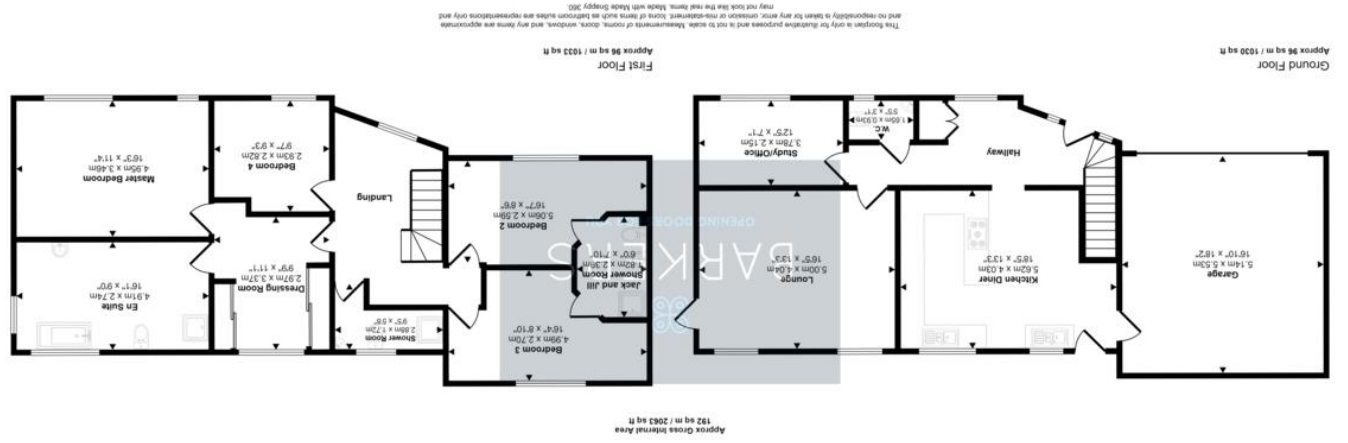 Approx Gross Internal Area
192 sq m / 2063 sq ft
Garage
5.14m x 5.53m
16'10" x 18'2"
Kitchen Diner
5.62m x 4.03m
18'5" x 13'3"
Lounge
5.00m x 4.04m
16'5" x 13'3"
Hallway
W.C.
1.65m x 0.93m
5'5" x 3'1"
Study/Office
3.78m x 2.15m
12'5" x 7'1"
Ground Floor
Approx 96 sq m / 1030 sq ft
BARKERS
OPENING DOORS FOR YOU
Bedroom 3
4.99m x 2.70m
16'4" x 8'10"
Jack and Jill
Shower Room
1.82m x 2.39m
6'0" x 7'10"
Bedroom 2
5.06m x 2.59m
16'7" x 8'6"
Shower Room
2.88m x 1.72m
9'5" x 5'8"
Dressing Room
2.97m x 3.37m
9'9" x 11'1"
En Suite
4.91m x 2.74m
16'1" x 9'0"
Landing
Bedroom 4
2.93m x 2.82m
9'7" x 9'3"
Master Bedroom
4.95m x 3.46m
16'3" x 11'4"
First Floor
Approx 96 sq m / 1033 sq ft
This floorplan is only for illustrative purposes and is not to scale. Measurements of rooms, doors, windows, and any items are approximate
and no responsibility is taken for any error, omission or mis-statement. Icons of items such as bathroom suites are representations only and
may not look like the real items. Made with Made Snappy 360.